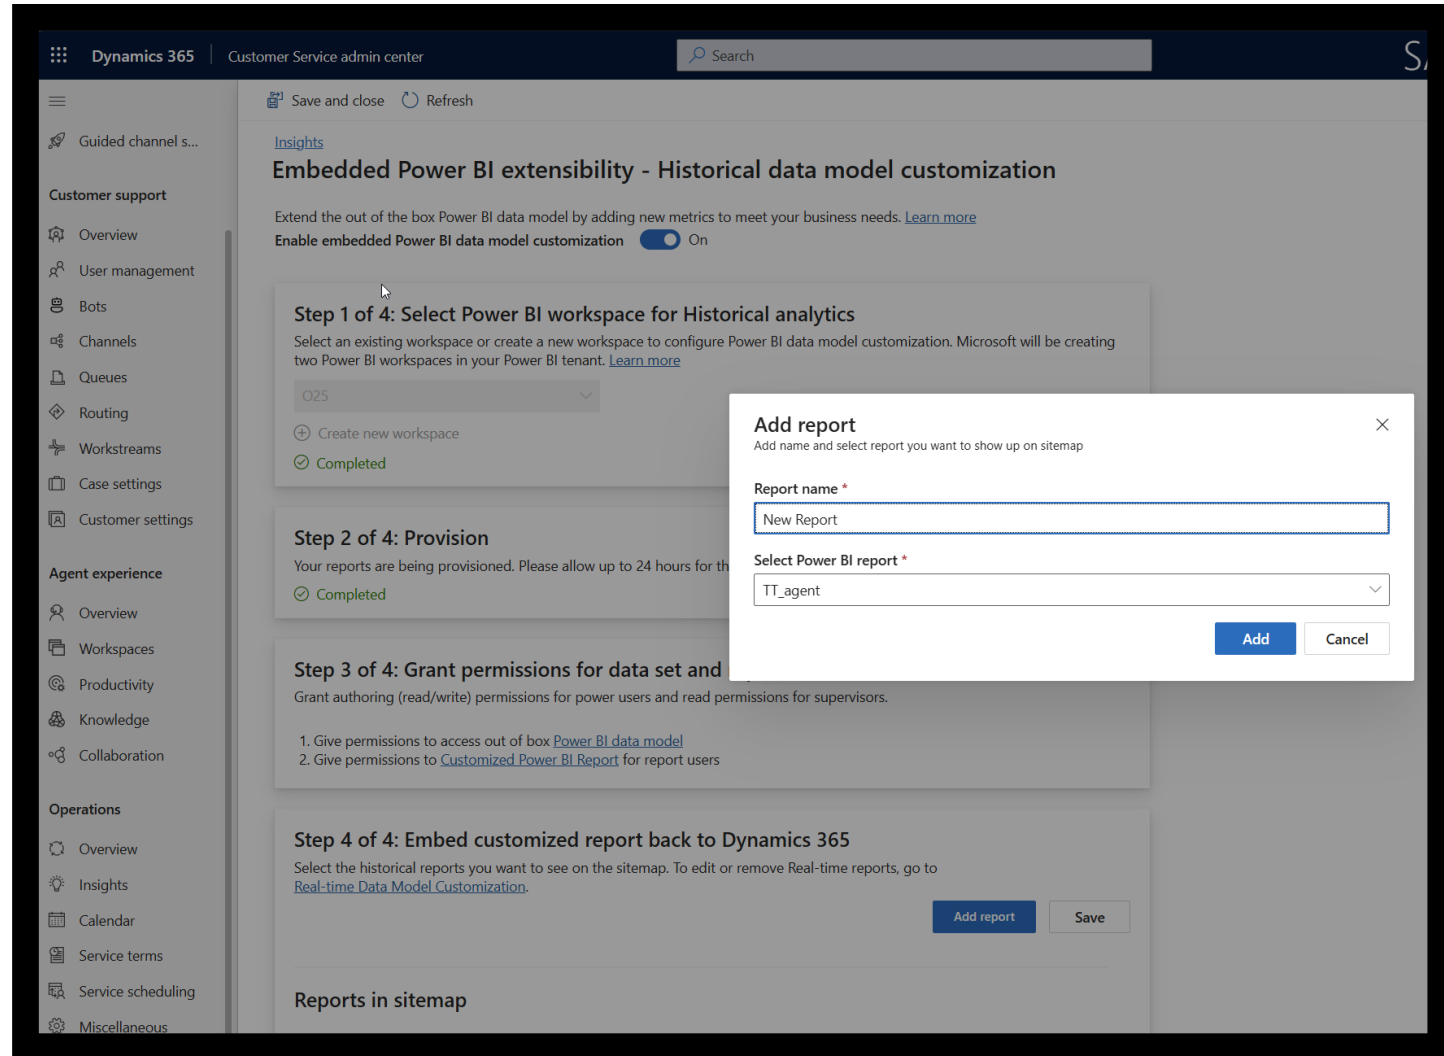 Dynamics 365
Customer Service admin center
Search
Guided channel s...
Customer support
Overview
User management
Bots
Channels
Queues
Routing
Workstreams
Case settings
Customer settings
Agent experience
Overview
Workspaces
Productivity
Knowledge
Collaboration
Operations
Overview
Insights
Calendar
Service terms
Service scheduling
Miscellaneous
Save and close
Refresh
Insights
Embedded Power BI extensibility - Historical data model customization
Extend the out of the box Power BI data model by adding new metrics to meet your business needs. Learn more
Enable embedded Power BI data model customization On
Step 1 of 4: Select Power BI workspace for Historical analytics
Select an existing workspace or create a new workspace to configure Power BI data model customization. Microsoft will be creating
two Power BI workspaces in your Power BI tenant. Learn more
O25
Create new workspace
Completed
Step 2 of 4: Provision
Your reports are being provisioned. Please allow up to 24 hours for th
Completed
Step 3 of 4: Grant permissions for data set and
Grant authoring (read/write) permissions for power users and read permissions for supervisors.
1. Give permissions to access out of box Power BI data model
2. Give permissions to Customized Power BI Report for report users
Step 4 of 4: Embed customized report back to Dynamics 365
Select the historical reports you want to see on the sitemap. To edit or remove Real-time reports, go to
Real-time Data Model Customization.
Add report
Save
Reports in sitemap
Add report
Add name and select report you want to show up on sitemap
Report name *
New Report
Select Power BI report *
TT_agent
Add
Cancel